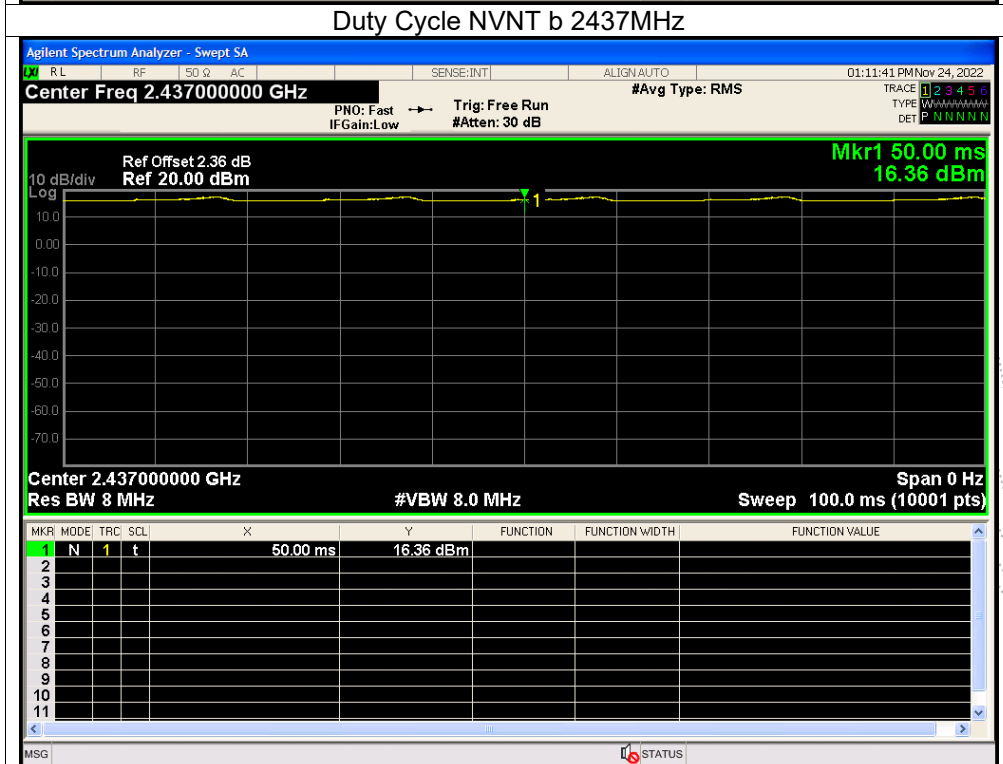 Duty Cycle NVNT b 2437MHz
Agilent Spectrum Analyzer - Swept SA
LXI RL RF 50 Ω AC SENSE:INT ALIGN AUTO 01:11:41 PM Nov 24, 2022
Center Freq 2.437000000 GHz #Avg Type: RMS TRACE 1 2 3 4 5 6
PNO: Fast Trig: Free Run TYPE WWWWWW
IFGain:Low #Atten: 30 dB DET P N N N N N
Mkr1 50.00 ms
Ref Offset 2.36 dB
10 dB/div Ref 20.00 dBm 16.36 dBm
Log
1
10.0
0.00
-10.0
-20.0
-30.0
-40.0
-50.0
-60.0
-70.0
Center 2.437000000 GHz Span 0 Hz
Res BW 8 MHz #VBW 8.0 MHz Sweep 100.0 ms (10001 pts)
MKR MODE TRC SCL X Y FUNCTION FUNCTION WIDTH FUNCTION VALUE
1 N 1 t 50.00 ms 16.36 dBm
2
3
4
5
6
7
8
9
10
11
MSG STATUS